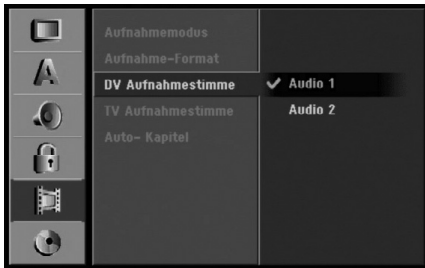 Aufnahmemodus
Aufnahme-Format
DV Aufnahmestimme
✔ Audio 1
TV Aufnahmestimme
Audio 2
Auto- Kapitel
A